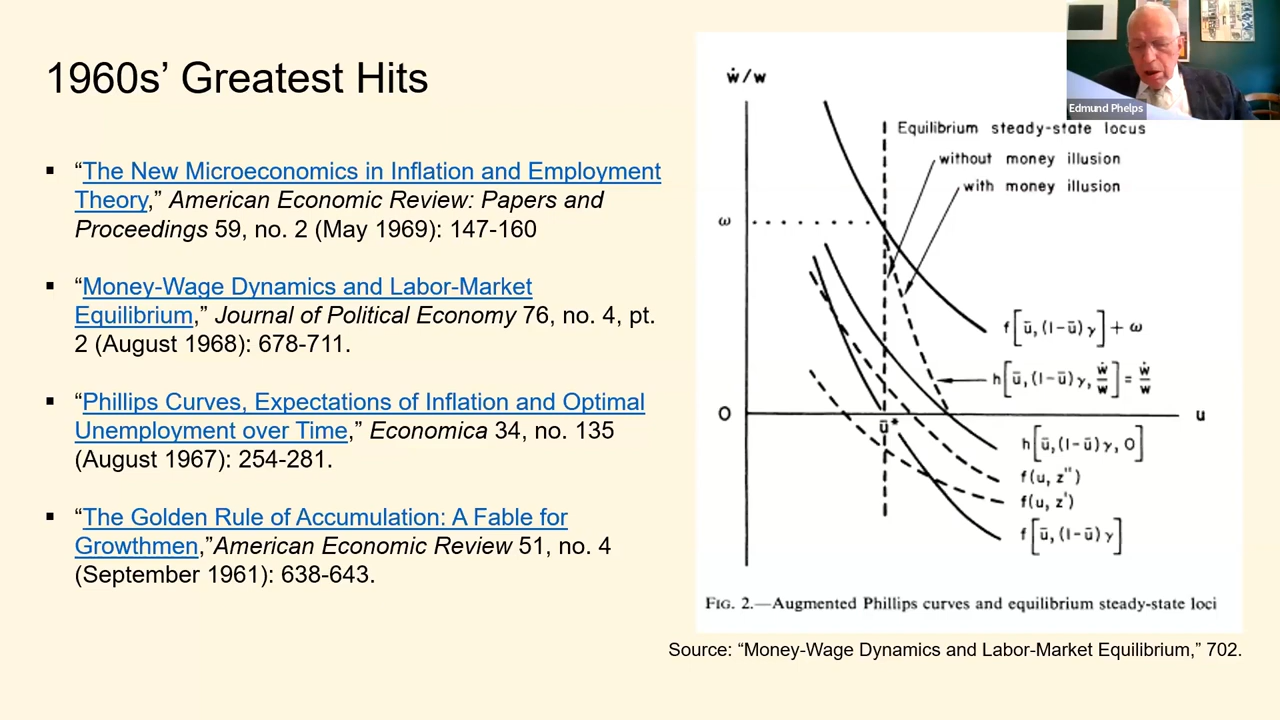 1960s’ Greatest Hits
▪ “The New Microeconomics in Inflation and Employment
Theory,” American Economic Review: Papers and
Proceedings 59, no. 2 (May 1969): 147-160
▪ “Money-Wage Dynamics and Labor-Market
Equilibrium,” Journal of Political Economy 76, no. 4, pt.
2 (August 1968): 678-711.
▪ “Phillips Curves, Expectations of Inflation and Optimal
Unemployment over Time,” Economica 34, no. 135
(August 1967): 254-281.
▪ “The Golden Rule of Accumulation: A Fable for
Growthmen,”American Economic Review 51, no. 4
(September 1961): 638-643.
Edmund Phelps
ẇ/w
Equilibrium steady-state locus
without money illusion
with money illusion
ω
f[ū,(1-ū)γ]+ω
h[ū,(1-ū)γ,ẇ/w]=ẇ/w
O
u
ū*
h[ū,(1-ū)γ,0]
f(u,z")
f(u,z')
f[ū,(1-ū)γ]
FIG. 2.—Augmented Phillips curves and equilibrium steady-state loci
Source: “Money-Wage Dynamics and Labor-Market Equilibrium,” 702.